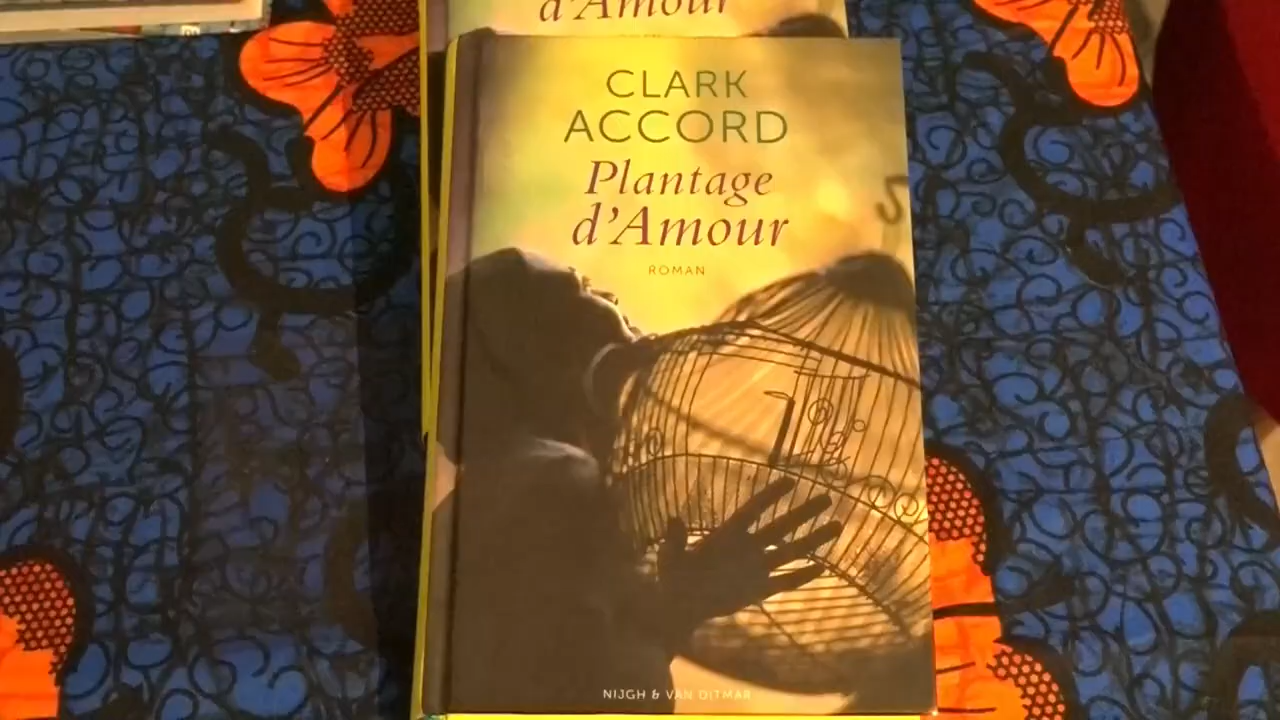 d'Amour
CLARK
ACCORD
Plantage
d'Amour
ROMAN
NIJGH & VAN DITMAR